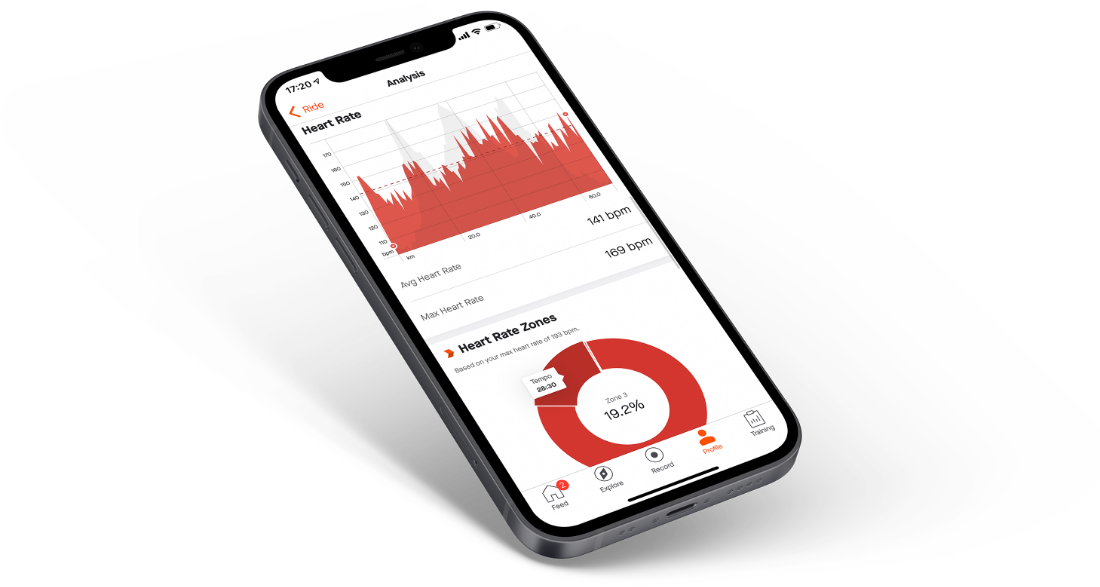 17:20
Analysis
Ride
Heart Rate
170
160
150
140
130
120
110
bpm
km
20.0
40.0
60.0
Avg Heart Rate
141 bpm
Max Heart Rate
169 bpm
Heart Rate Zones
Based on your max heart rate of 193 bpm.
Tempo
28:30
Zone 3
19.2%
2
Feed
Explore
Record
Profile
Training